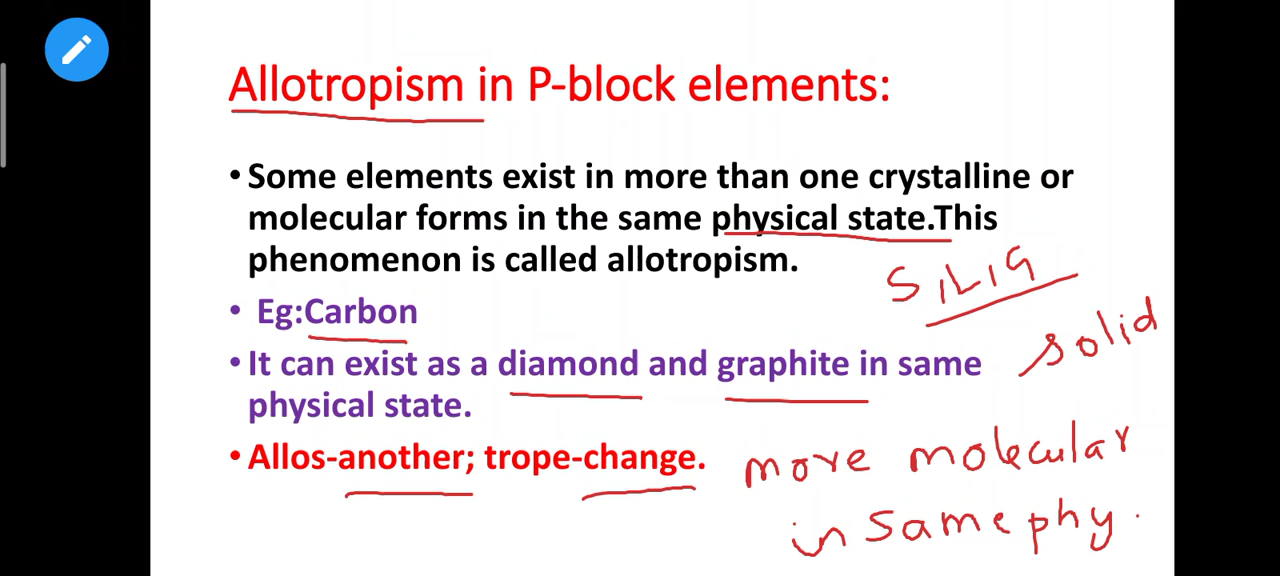 Allotropism in P-block elements:
• Some elements exist in more than one crystalline or
molecular forms in the same physical state.This
phenomenon is called allotropism.
S, L, G
• Eg:Carbon
solid
• It can exist as a diamond and graphite in same
physical state.
• Allos-another; trope-change.
more molecular
in same phy.